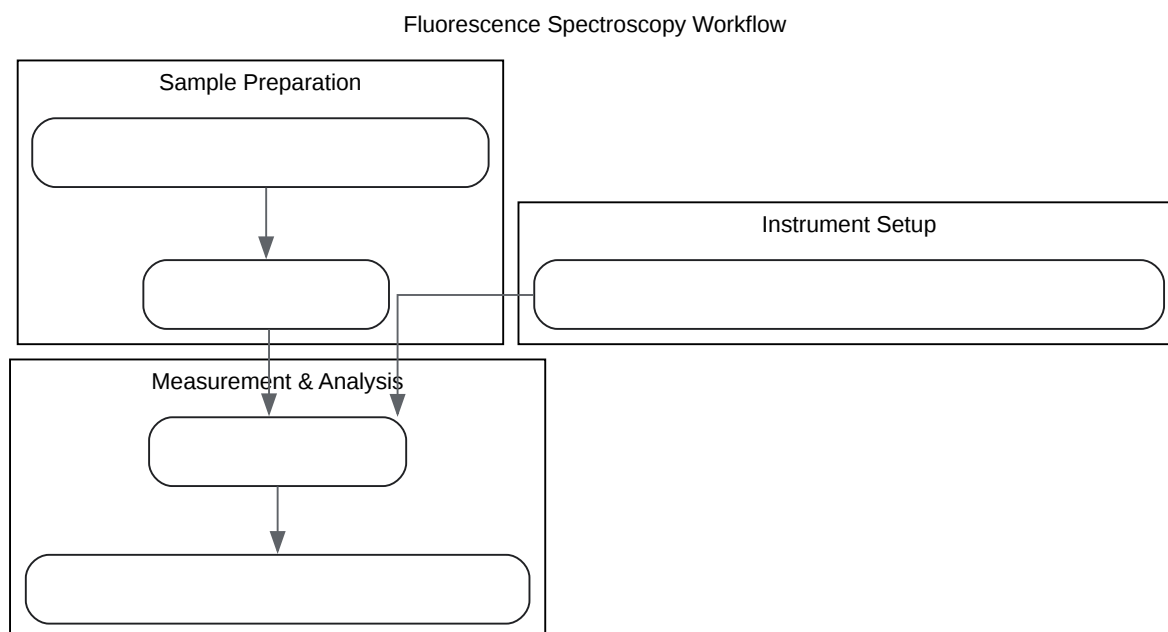 Fluorescence Spectroscopy Workflow
Sample Preparation
Instrument Setup
Measurement & Analysis